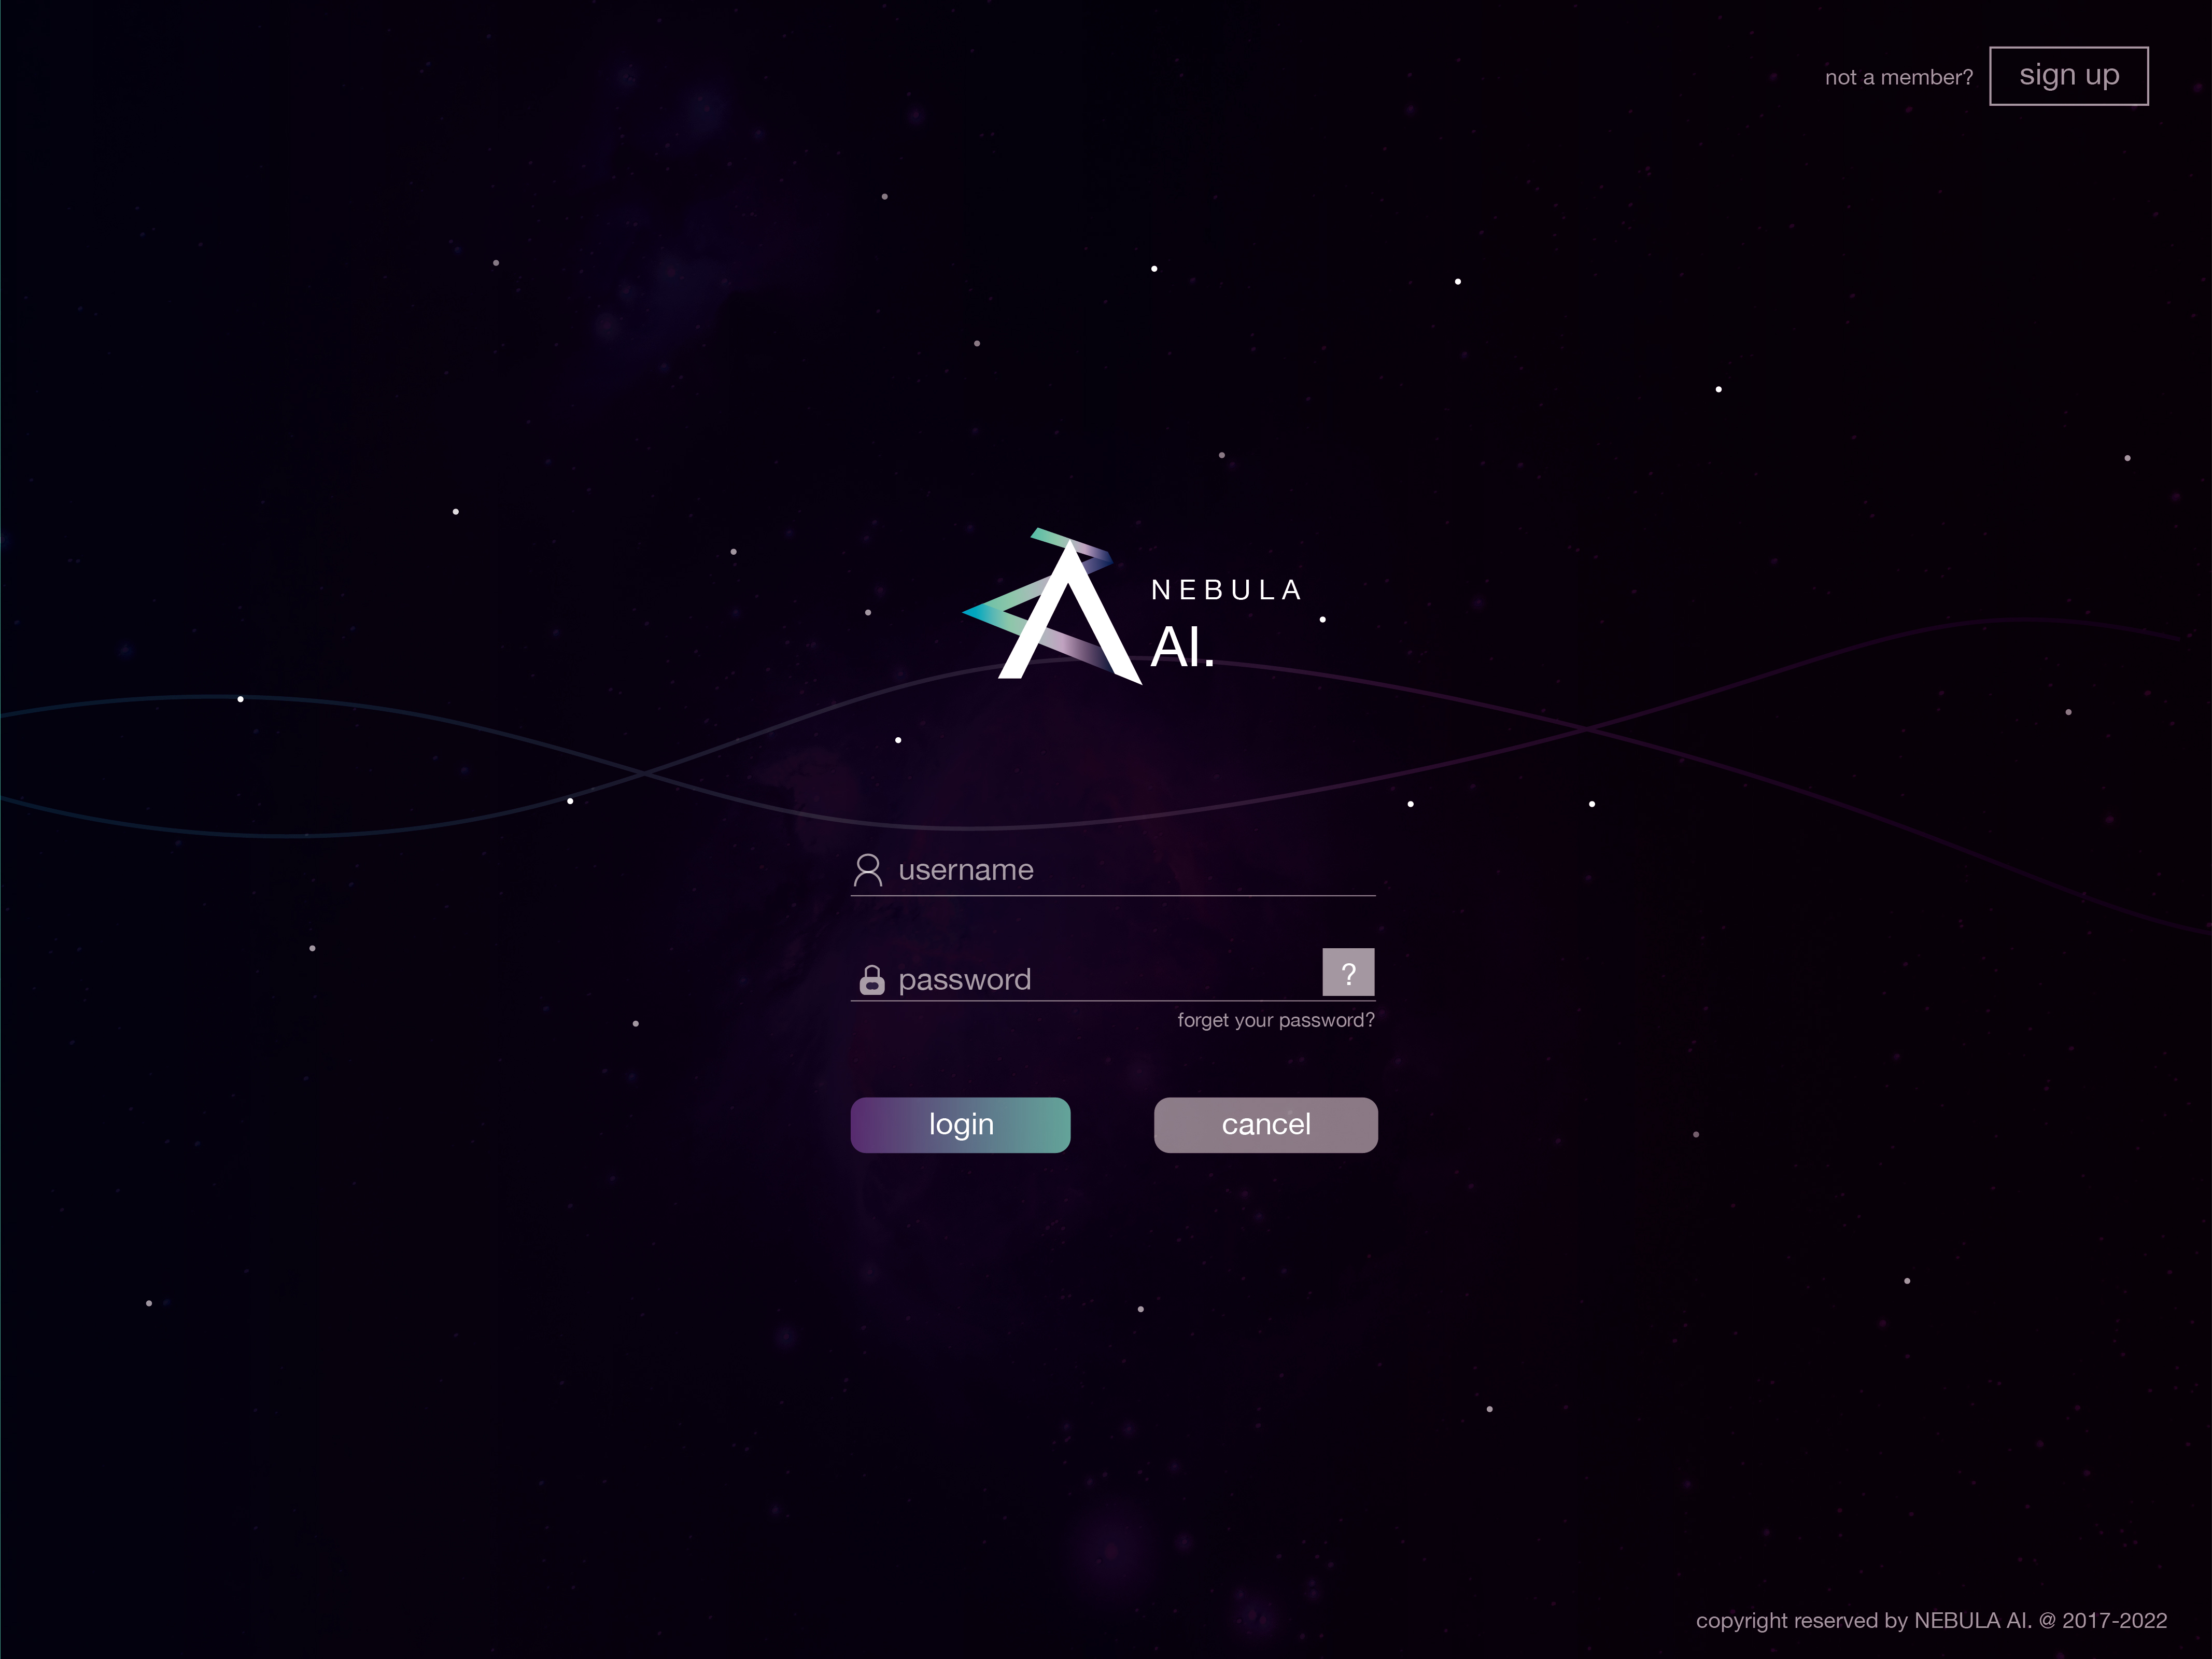 not a member? sign up
NEBULA
AI.
username
password ?
forget your password?
login cancel
copyright reserved by NEBULA AI. @ 2017-2022